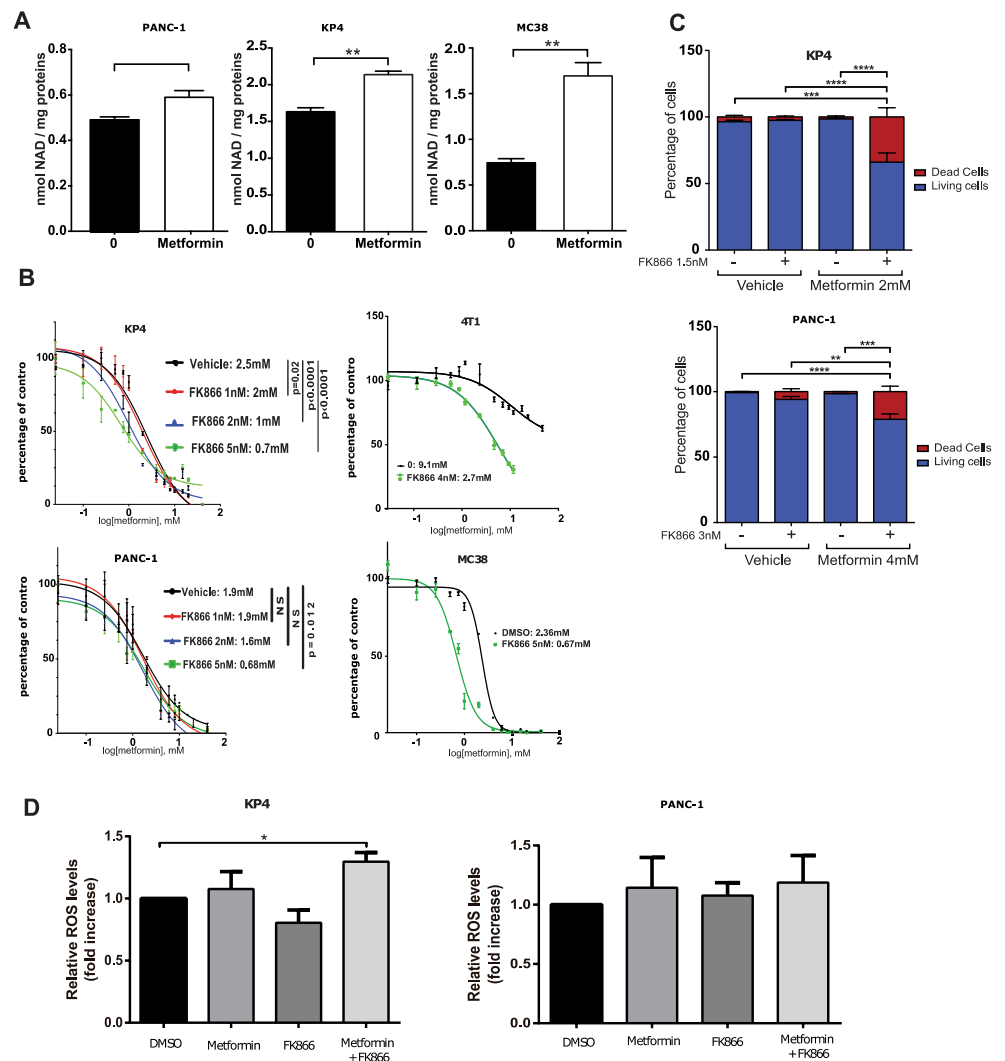 A
PANC-1
nmol NAD / mg proteins
0.8
0.6
0.4
0.2
0.0
0
Metformin
KP4
nmol NAD / mg proteins
2.5
2.0
1.5
1.0
0.5
0.0
**
0
Metformin
MC38
nmol NAD / mg proteins
2.0
1.5
1.0
0.5
0.0
**
0
Metformin
C
KP4
Percentage of cells
150
100
50
0
****
****
***
Dead Cells
Living cells
FK866 1.5nM
-
+
-
+
Vehicle
Metformin 2mM
PANC-1
Percentage of cells
150
100
50
0
***
**
****
Dead Cells
Living cells
FK866 3nM
-
+
-
+
Vehicle
Metformin 4mM
B
KP4
percentage of contro
100
50
0
-1
0
1
2
log[metformin], mM
Vehicle: 2.5mM
FK866 1nM: 2mM
FK866 2nM: 1mM
FK866 5nM: 0.7mM
p=0.02
p<0.0001
p<0,0001
4T1
percentage of contro
150
100
50
0
-1
0
1
2
log[metformin], mM
0: 9.1mM
FK866 4nM: 2.7mM
PANC-1
percentage of contro
100
50
0
-1
0
1
2
log[metformin], mM
Vehicle: 1.9mM
FK866 1nM: 1.9mM
FK866 2nM: 1.6mM
FK866 5nM: 0.68mM
NS
NS
p=0.012
MC38
percentage of contro
100
50
0
-1
0
1
2
log[metformin], mM
DMSO: 2.36mM
FK866 5nM: 0.67mM
D
KP4
Relative ROS levels
(fold increase)
1.5
1.0
0.5
0.0
*
DMSO
Metformin
FK866
Metformin
+FK866
PANC-1
Relative ROS levels
(fold increase)
1.5
1.0
0.5
0.0
DMSO
Metformin
FK866
Metformin
+FK866